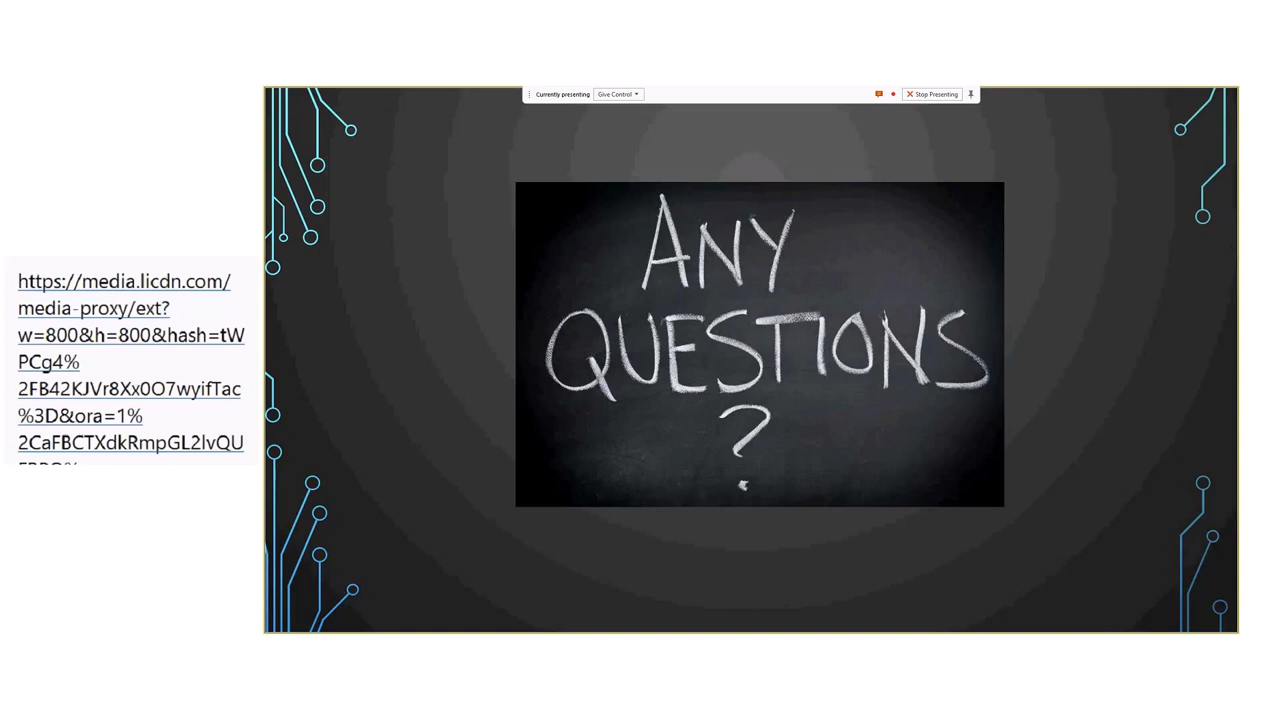 Currently presenting Give Control Stop Presenting
https://media.licdn.com/
media-proxy/ext?
w=800&h=800&hash=tW
PCg4%
2FB42KJVr8Xx0O7wyifTac
%3D&ora=1%
2CaFBCTXdkRmpGL2lvQU
ANY
QUESTIONS
?